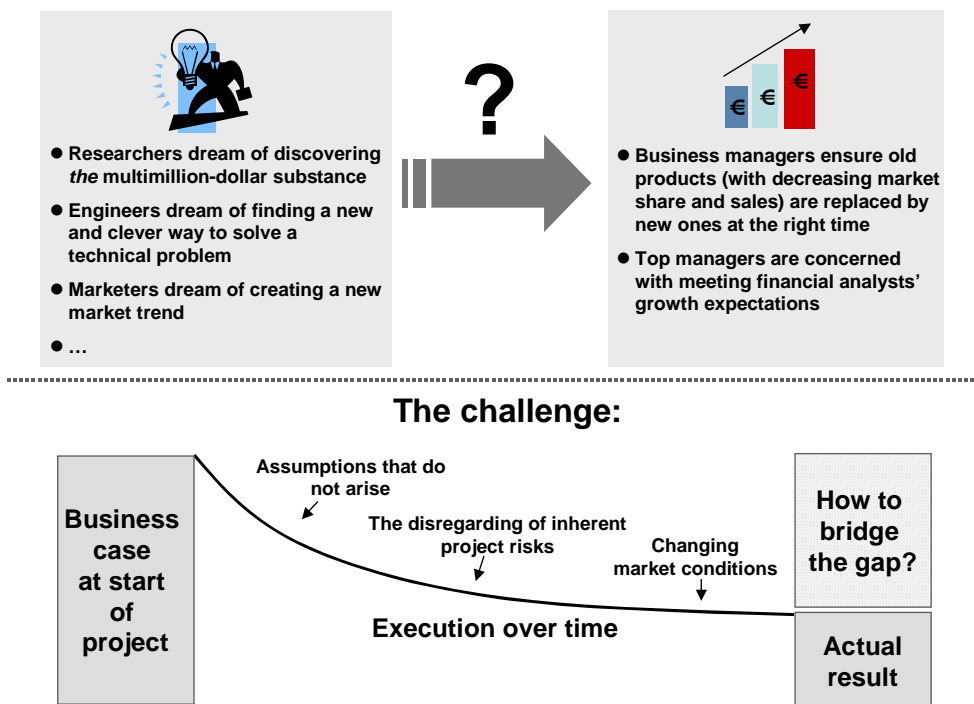 ● Researchers dream of discovering
the multimillion-dollar substance
● Engineers dream of finding a new
and clever way to solve a
technical problem
● Marketers dream of creating a new
market trend
● …
?
€
€
€
● Business managers ensure old
products (with decreasing market
share and sales) are replaced by
new ones at the right time
● Top managers are concerned
with meeting financial analysts’
growth expectations
The challenge:
Business
case
at start
of
project
Assumptions that do
not arise
The disregarding of inherent
project risks
Changing
market conditions
Execution over time
How to
bridge
the gap?
Actual
result